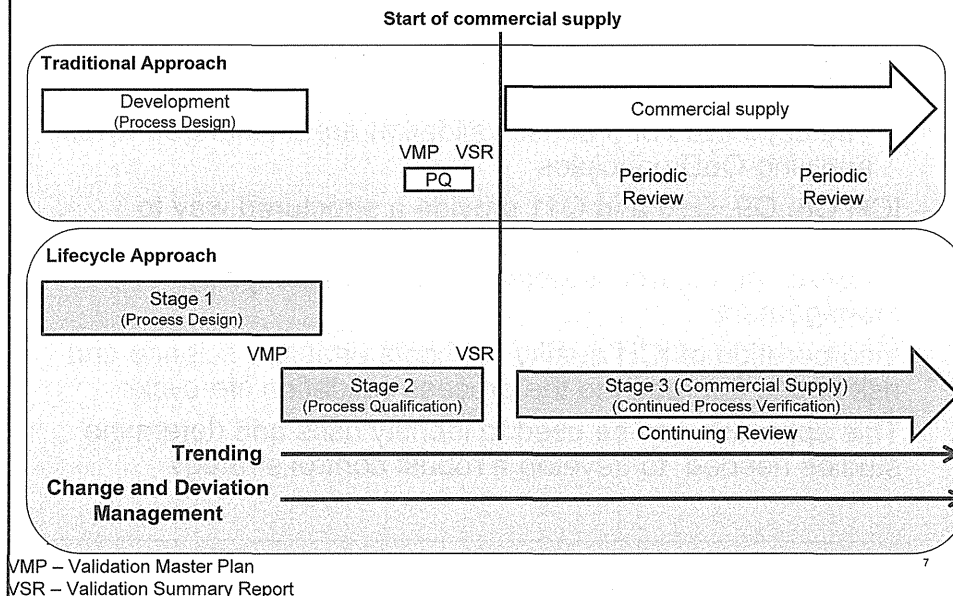 Start of commercial supply
Traditional Approach
Development
(Process Design)
Commercial supply
VMP VSR
PQ
Periodic
Review
Periodic
Review
Lifecycle Approach
Stage 1
(Process Design)
VMP VSR
Stage 2
(Process Qualification)
Stage 3 (Commercial Supply)
(Continued Process Verification)
Continuing Review
Trending
Change and Deviation
Management
VMP – Validation Master Plan
7
VSR – Validation Summary Report